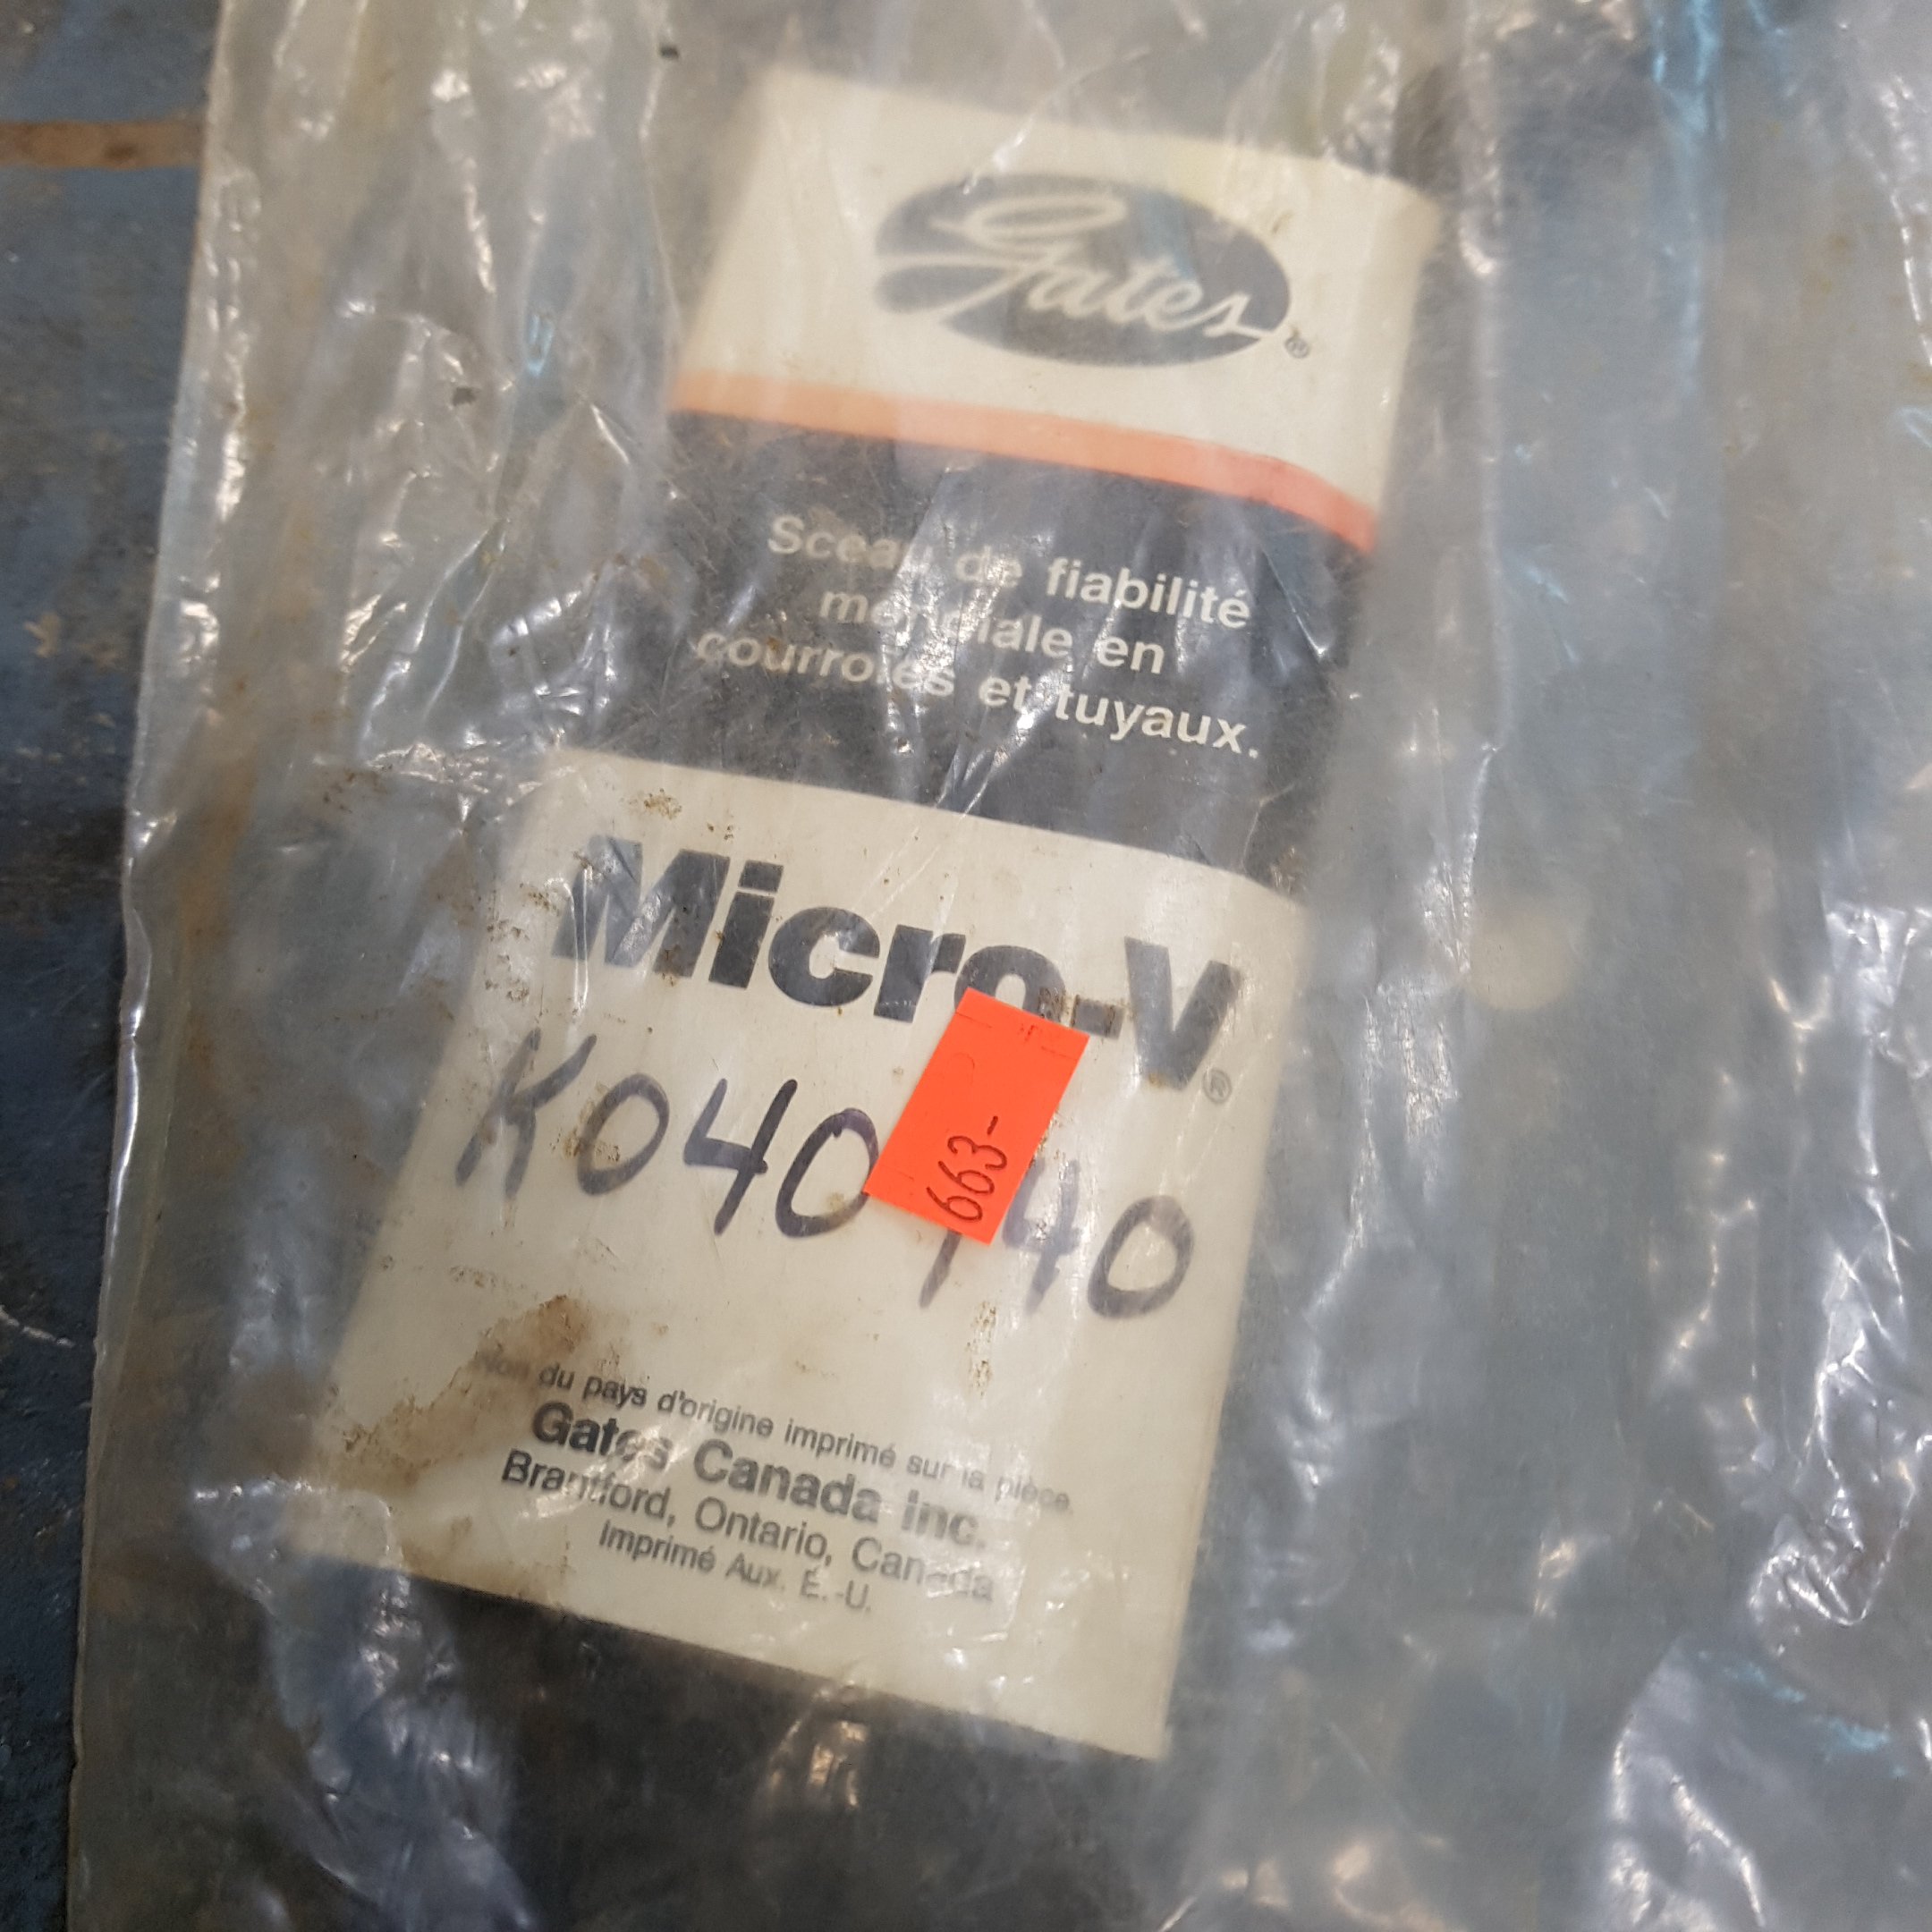 Gates®
Sceau de fiabilité
mondiale en
courroies et tuyaux.
Micro-V®
K040 40
663-
Nom du pays d'origine imprimé sur la pièce.
Gates Canada Inc.
Brantford, Ontario, Canada
Imprimé Aux. É.-U.